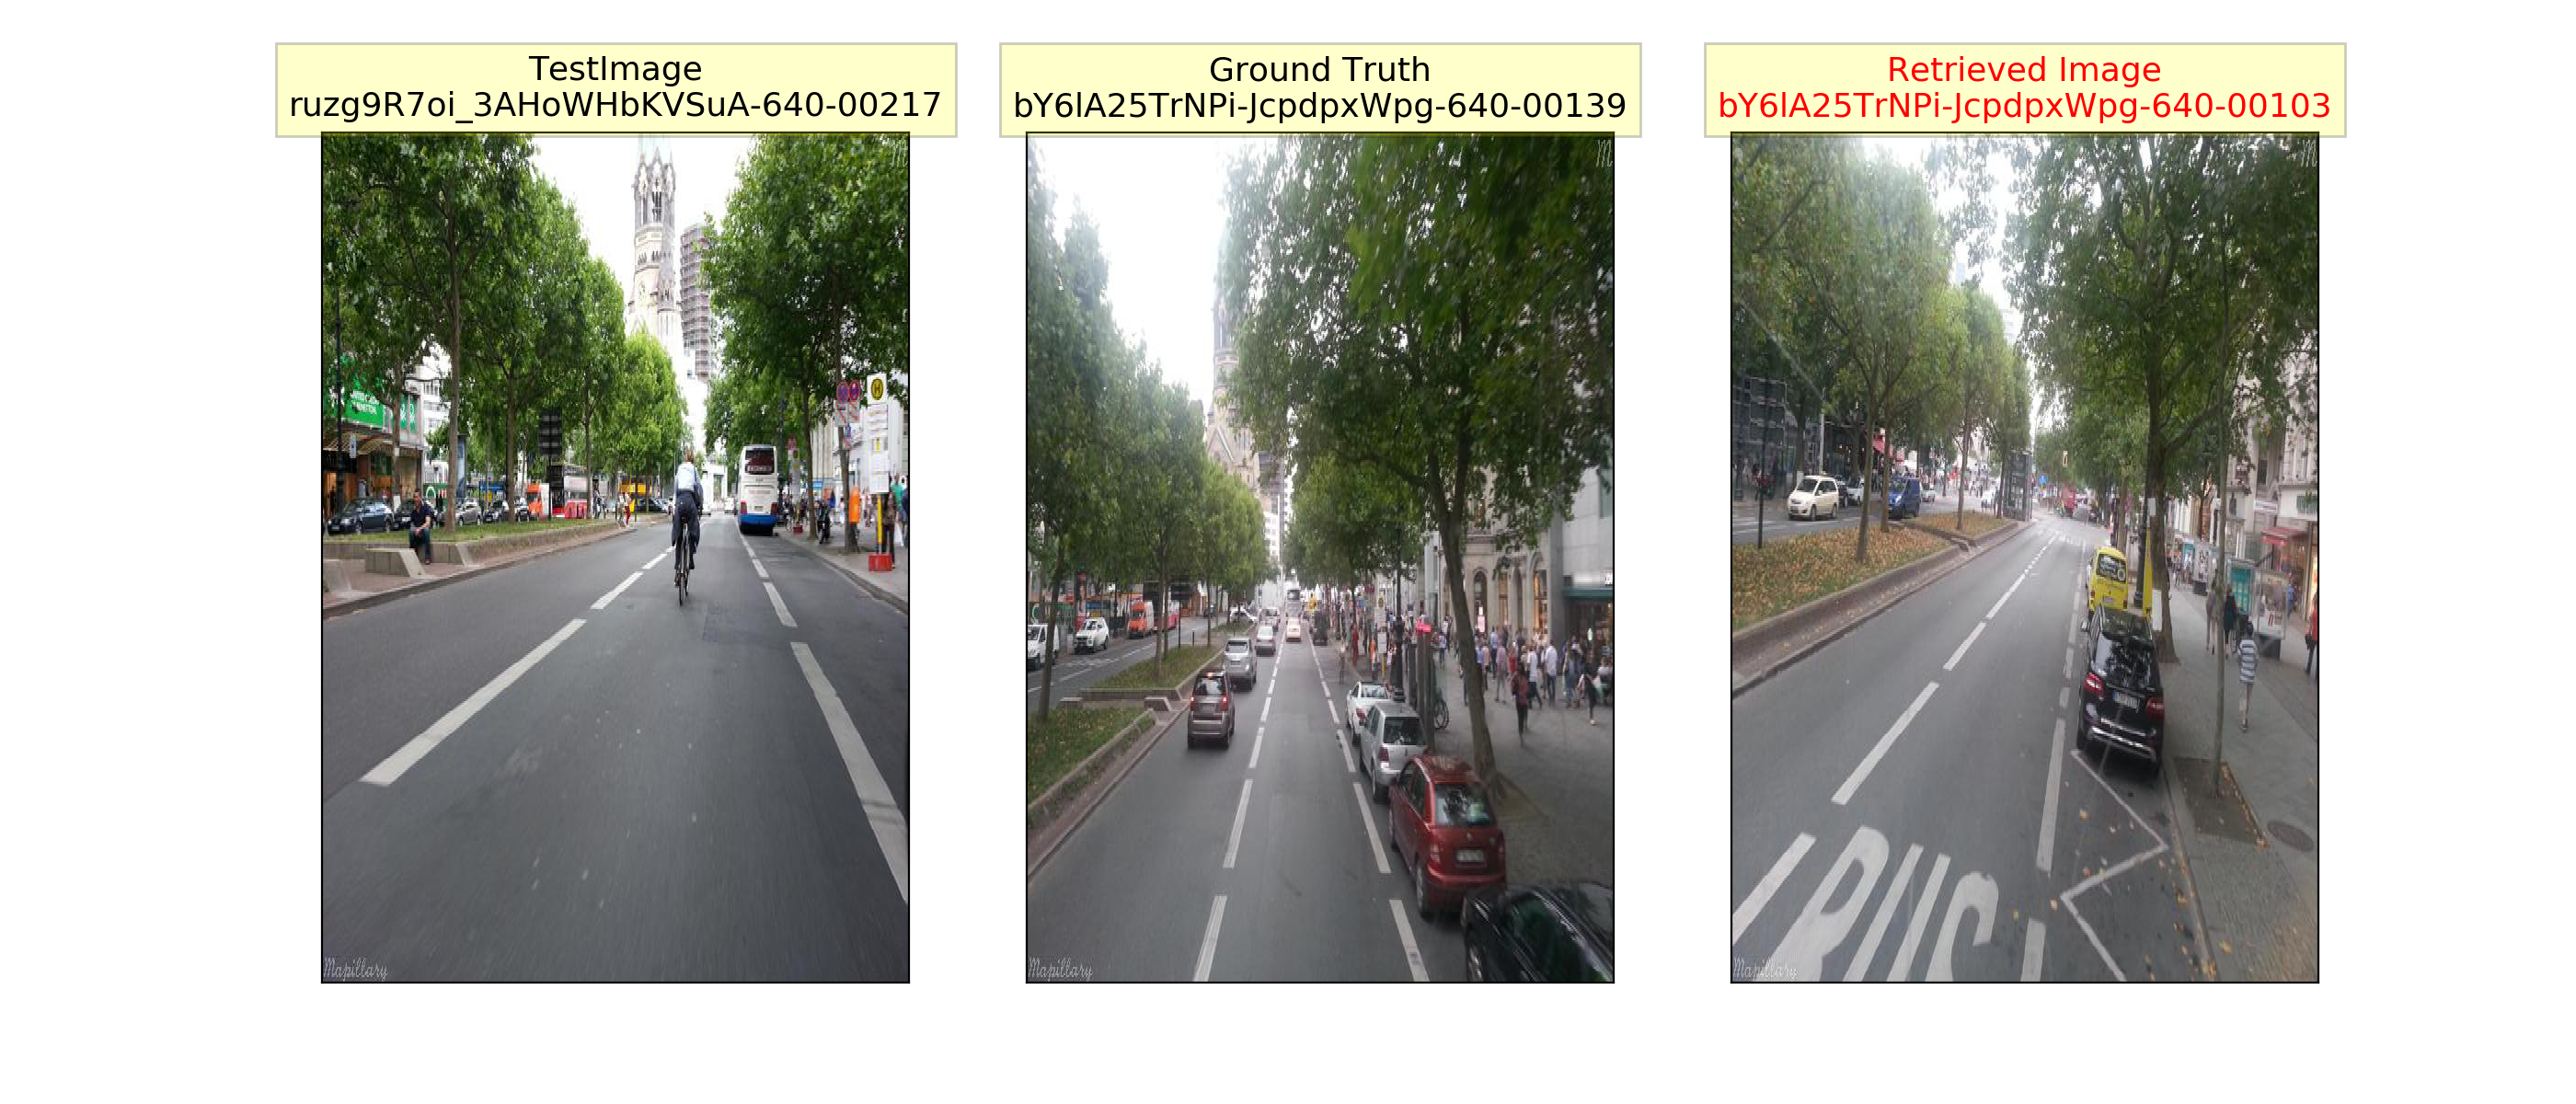 TestImage
ruzg9R7oi_3AHoWHbKVSuA-640-00217
Ground Truth
bY6lA25TrNPi-JcpdpxWpg-640-00139
Retrieved Image
bY6lA25TrNPi-JcpdpxWpg-640-00103
H
M
M
M
BUS
Mapillary
Mapillary
Mapillary